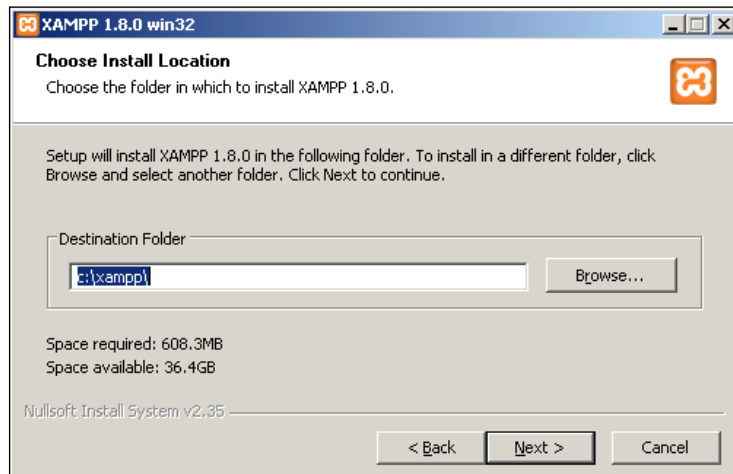 XAMPP 1.8.0 win32
Choose Install Location
Choose the folder in which to install XAMPP 1.8.0.
Setup will install XAMPP 1.8.0 in the following folder. To install in a different folder, click
Browse and select another folder. Click Next to continue.
Destination Folder
c:\xampp\
Browse...
Space required: 608.3MB
Space available: 36.4GB
Nullsoft Install System v2.35
< Back
Next >
Cancel